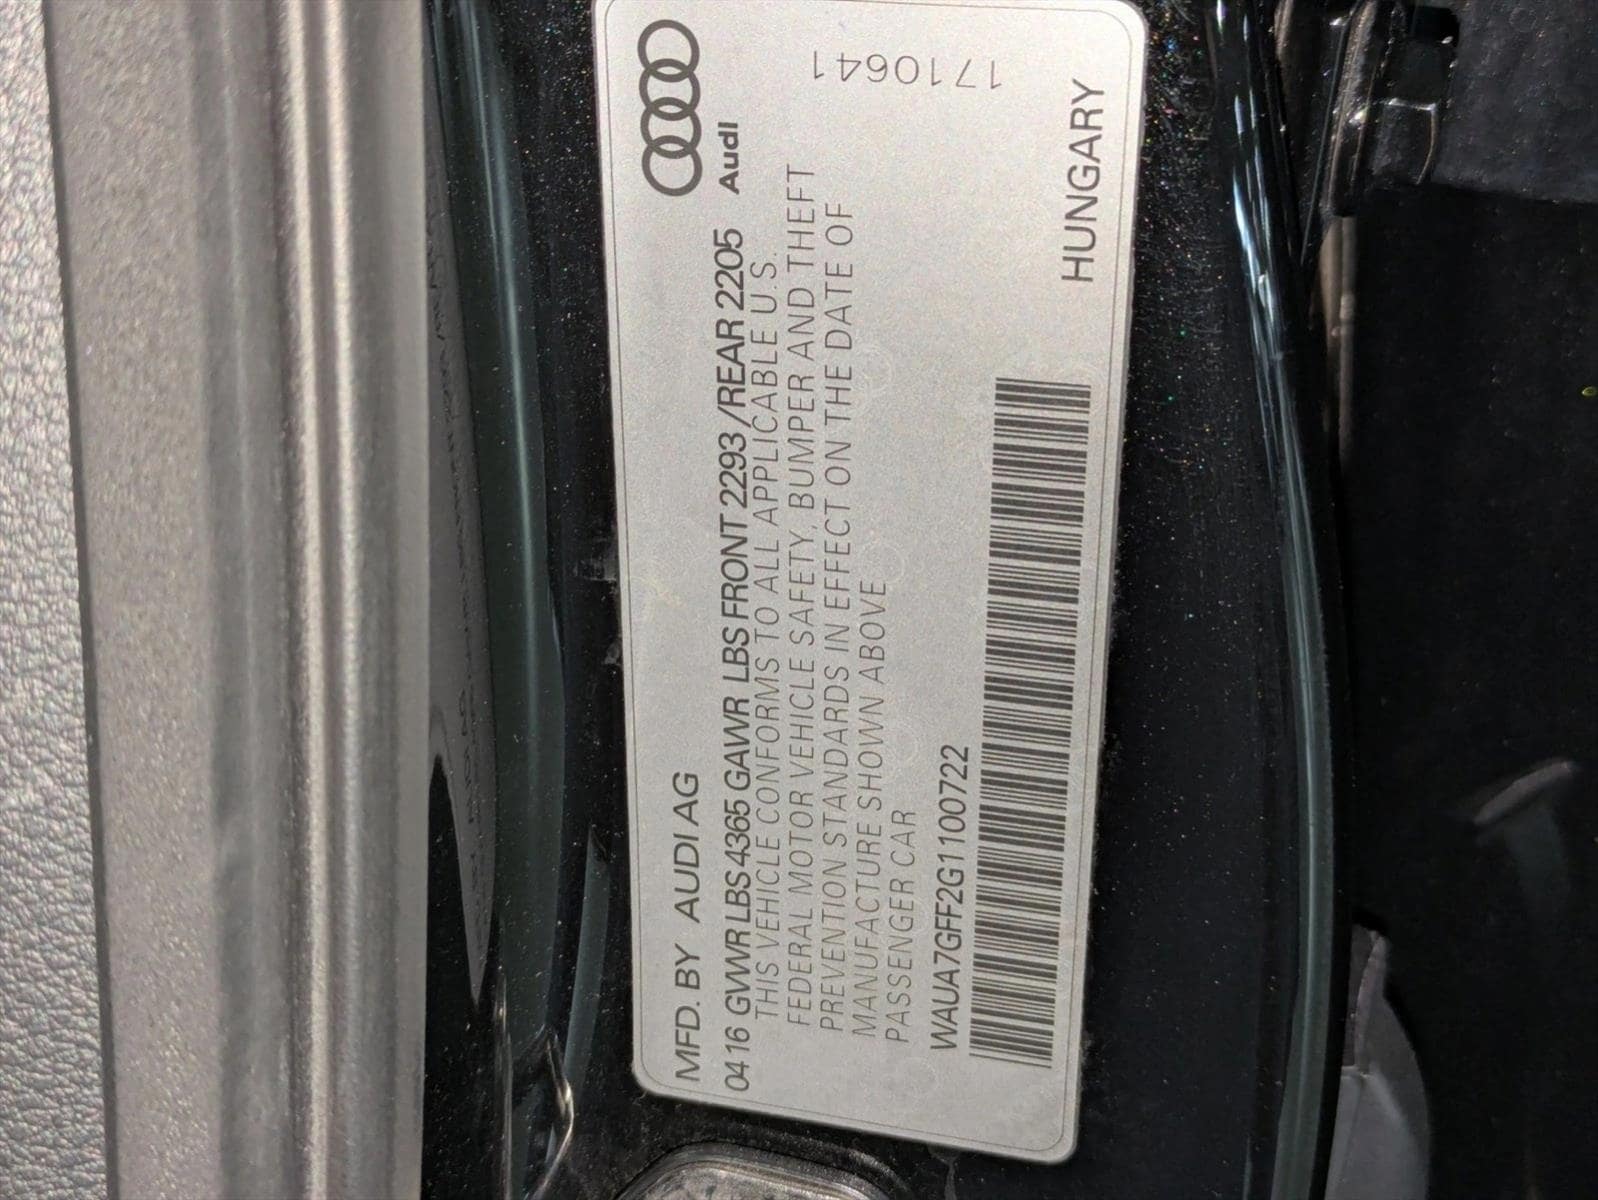 MFD. BY AUDI AG
Audi
04 16 GVWR LBS 4365 GAWR LBS FRONT 2293 /REAR 2205
THIS VEHICLE CONFORMS TO ALL APPLICABLE U.S.
FEDERAL MOTOR VEHICLE SAFETY, BUMPER AND THEFT
PREVENTION STANDARDS IN EFFECT ON THE DATE OF
MANUFACTURE SHOWN ABOVE
PASSENGER CAR
1710641
WAUA7GFF2G1100722
HUNGARY